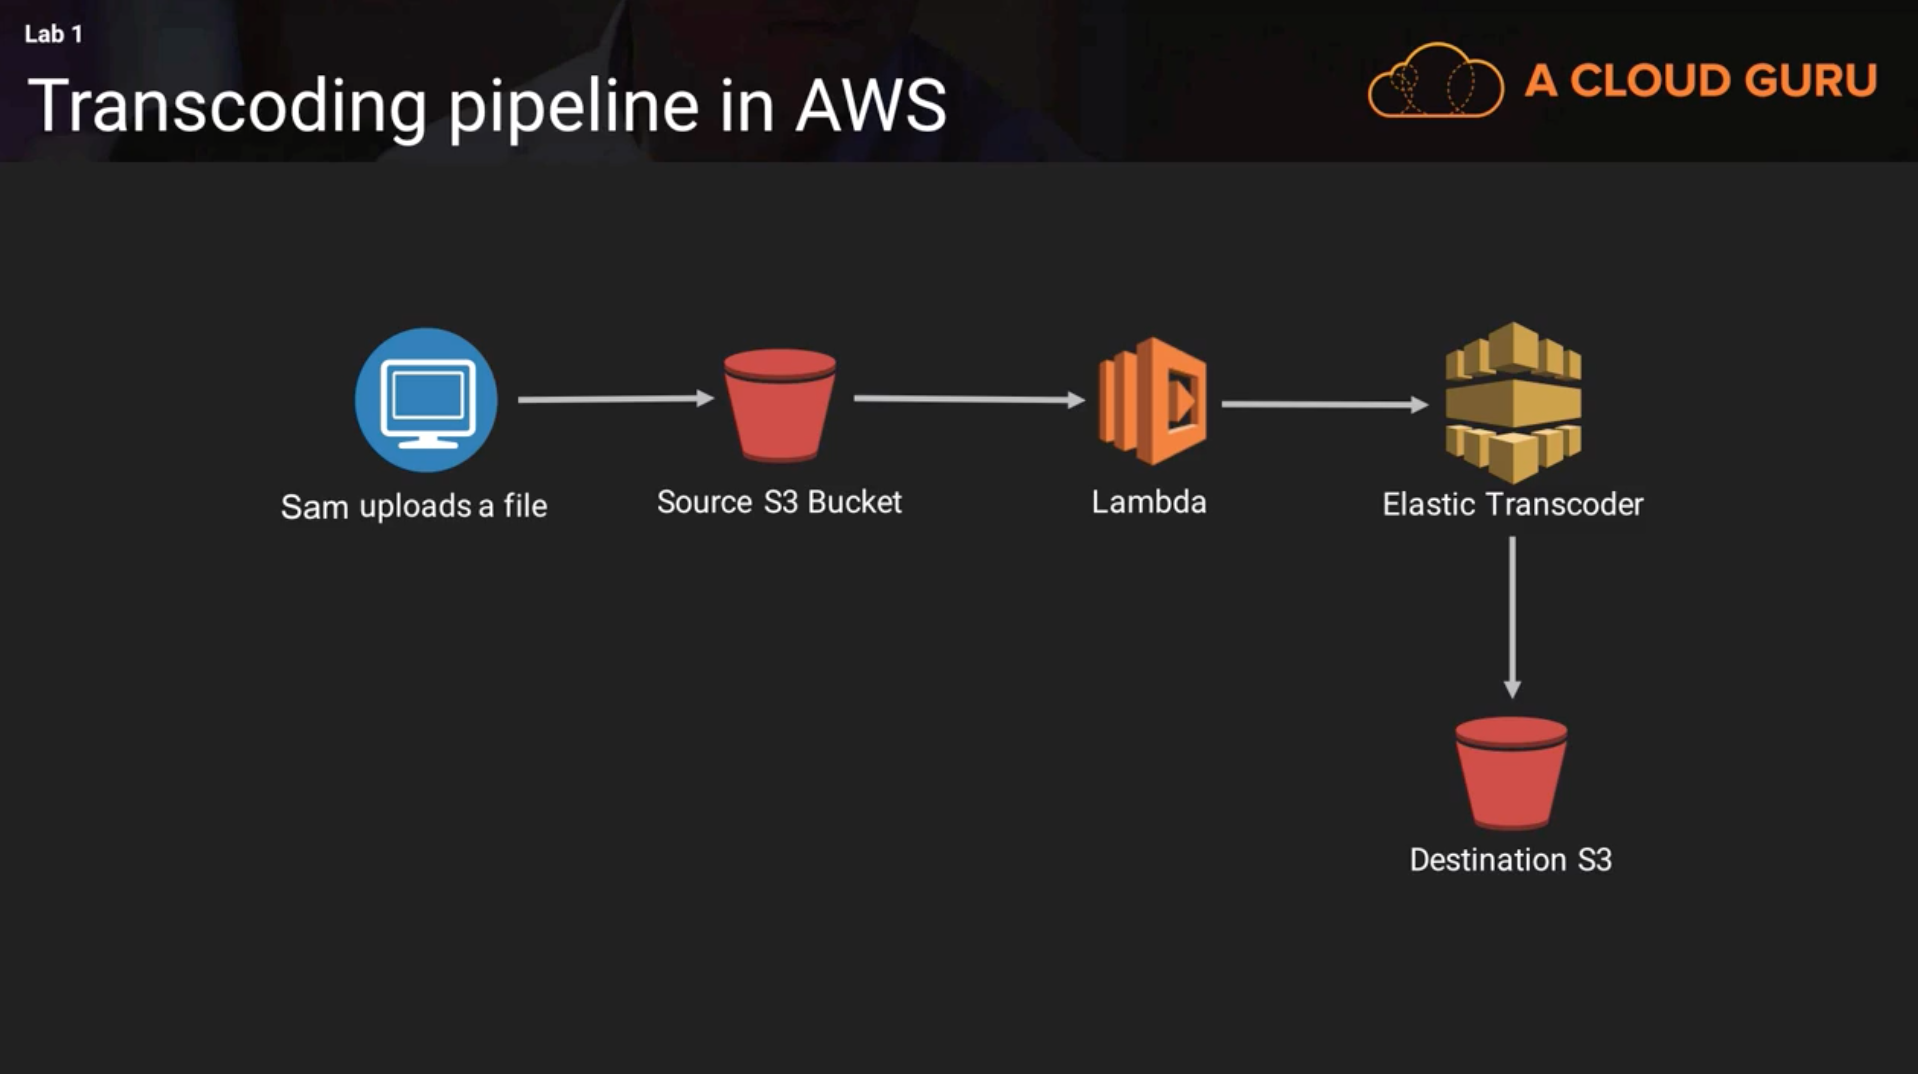 Lab 1
Transcoding pipeline in AWS
A CLOUD GURU
Sam uploads a file
Source S3 Bucket
Lambda
Elastic Transcoder
Destination S3